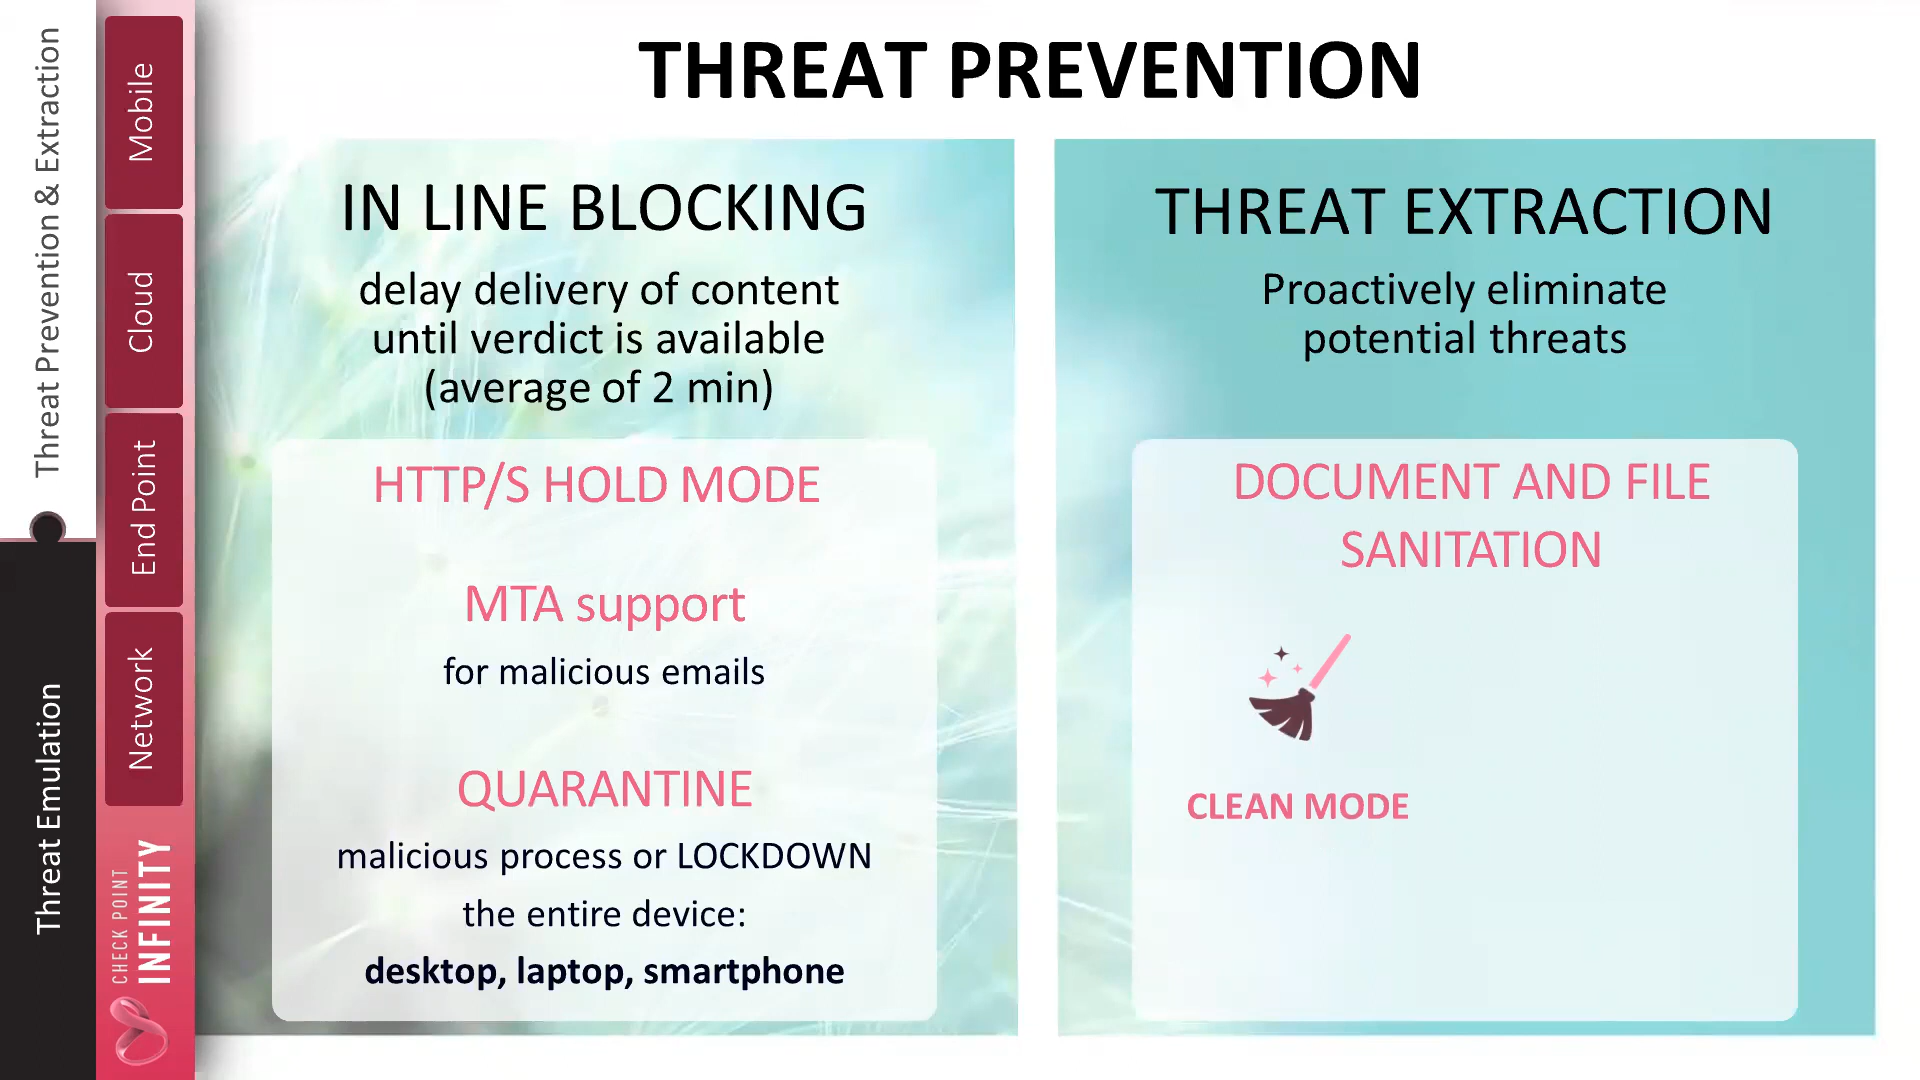 THREAT PREVENTION
Threat Prevention & Extraction
Threat Emulation
Mobile
Cloud
End Point
Network
CHECK POINT
INFINITY
IN LINE BLOCKING
delay delivery of content
until verdict is available
(average of 2 min)
HTTP/S HOLD MODE
MTA support
for malicious emails
QUARANTINE
malicious process or LOCKDOWN
the entire device:
desktop, laptop, smartphone
THREAT EXTRACTION
Proactively eliminate
potential threats
DOCUMENT AND FILE
SANITATION
CLEAN MODE